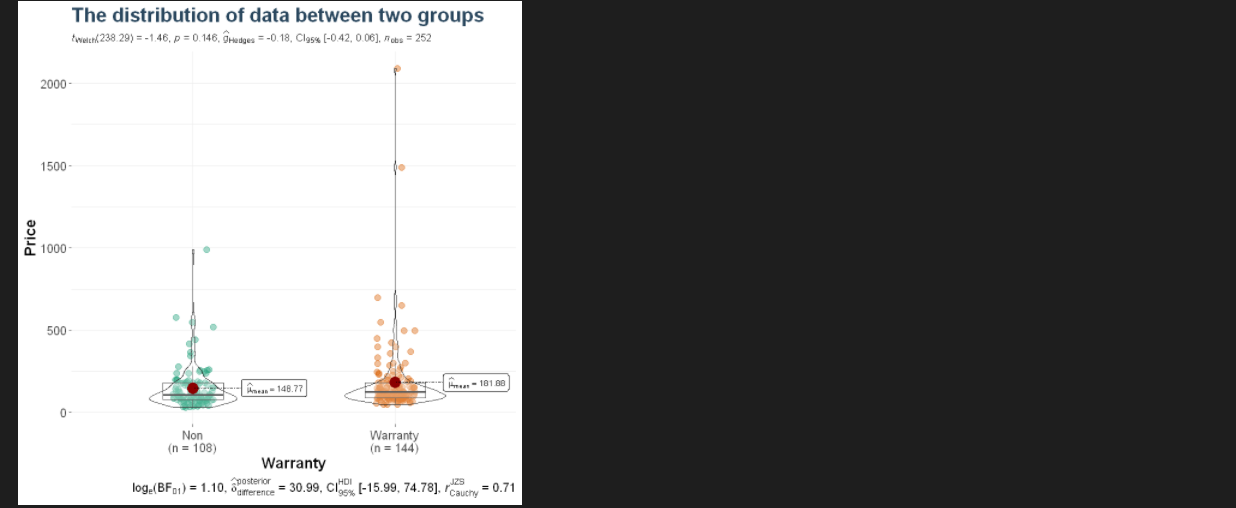 The distribution of data between two groups
tWelch(238.29) = -1.46, p = 0.146, ĝHedges = -0.18, CI95% [-0.42, 0.06], nobs = 252
2000
1500
1000
500
0
Price
μ̂mean = 148.77
μ̂mean = 181.88
Non
(n = 108)
Warranty
(n = 144)
Warranty
loge(BF01) = 1.10, δ̂posterior difference = 30.99, CIHDI 95% [-15.99, 74.78], rJZS Cauchy = 0.71